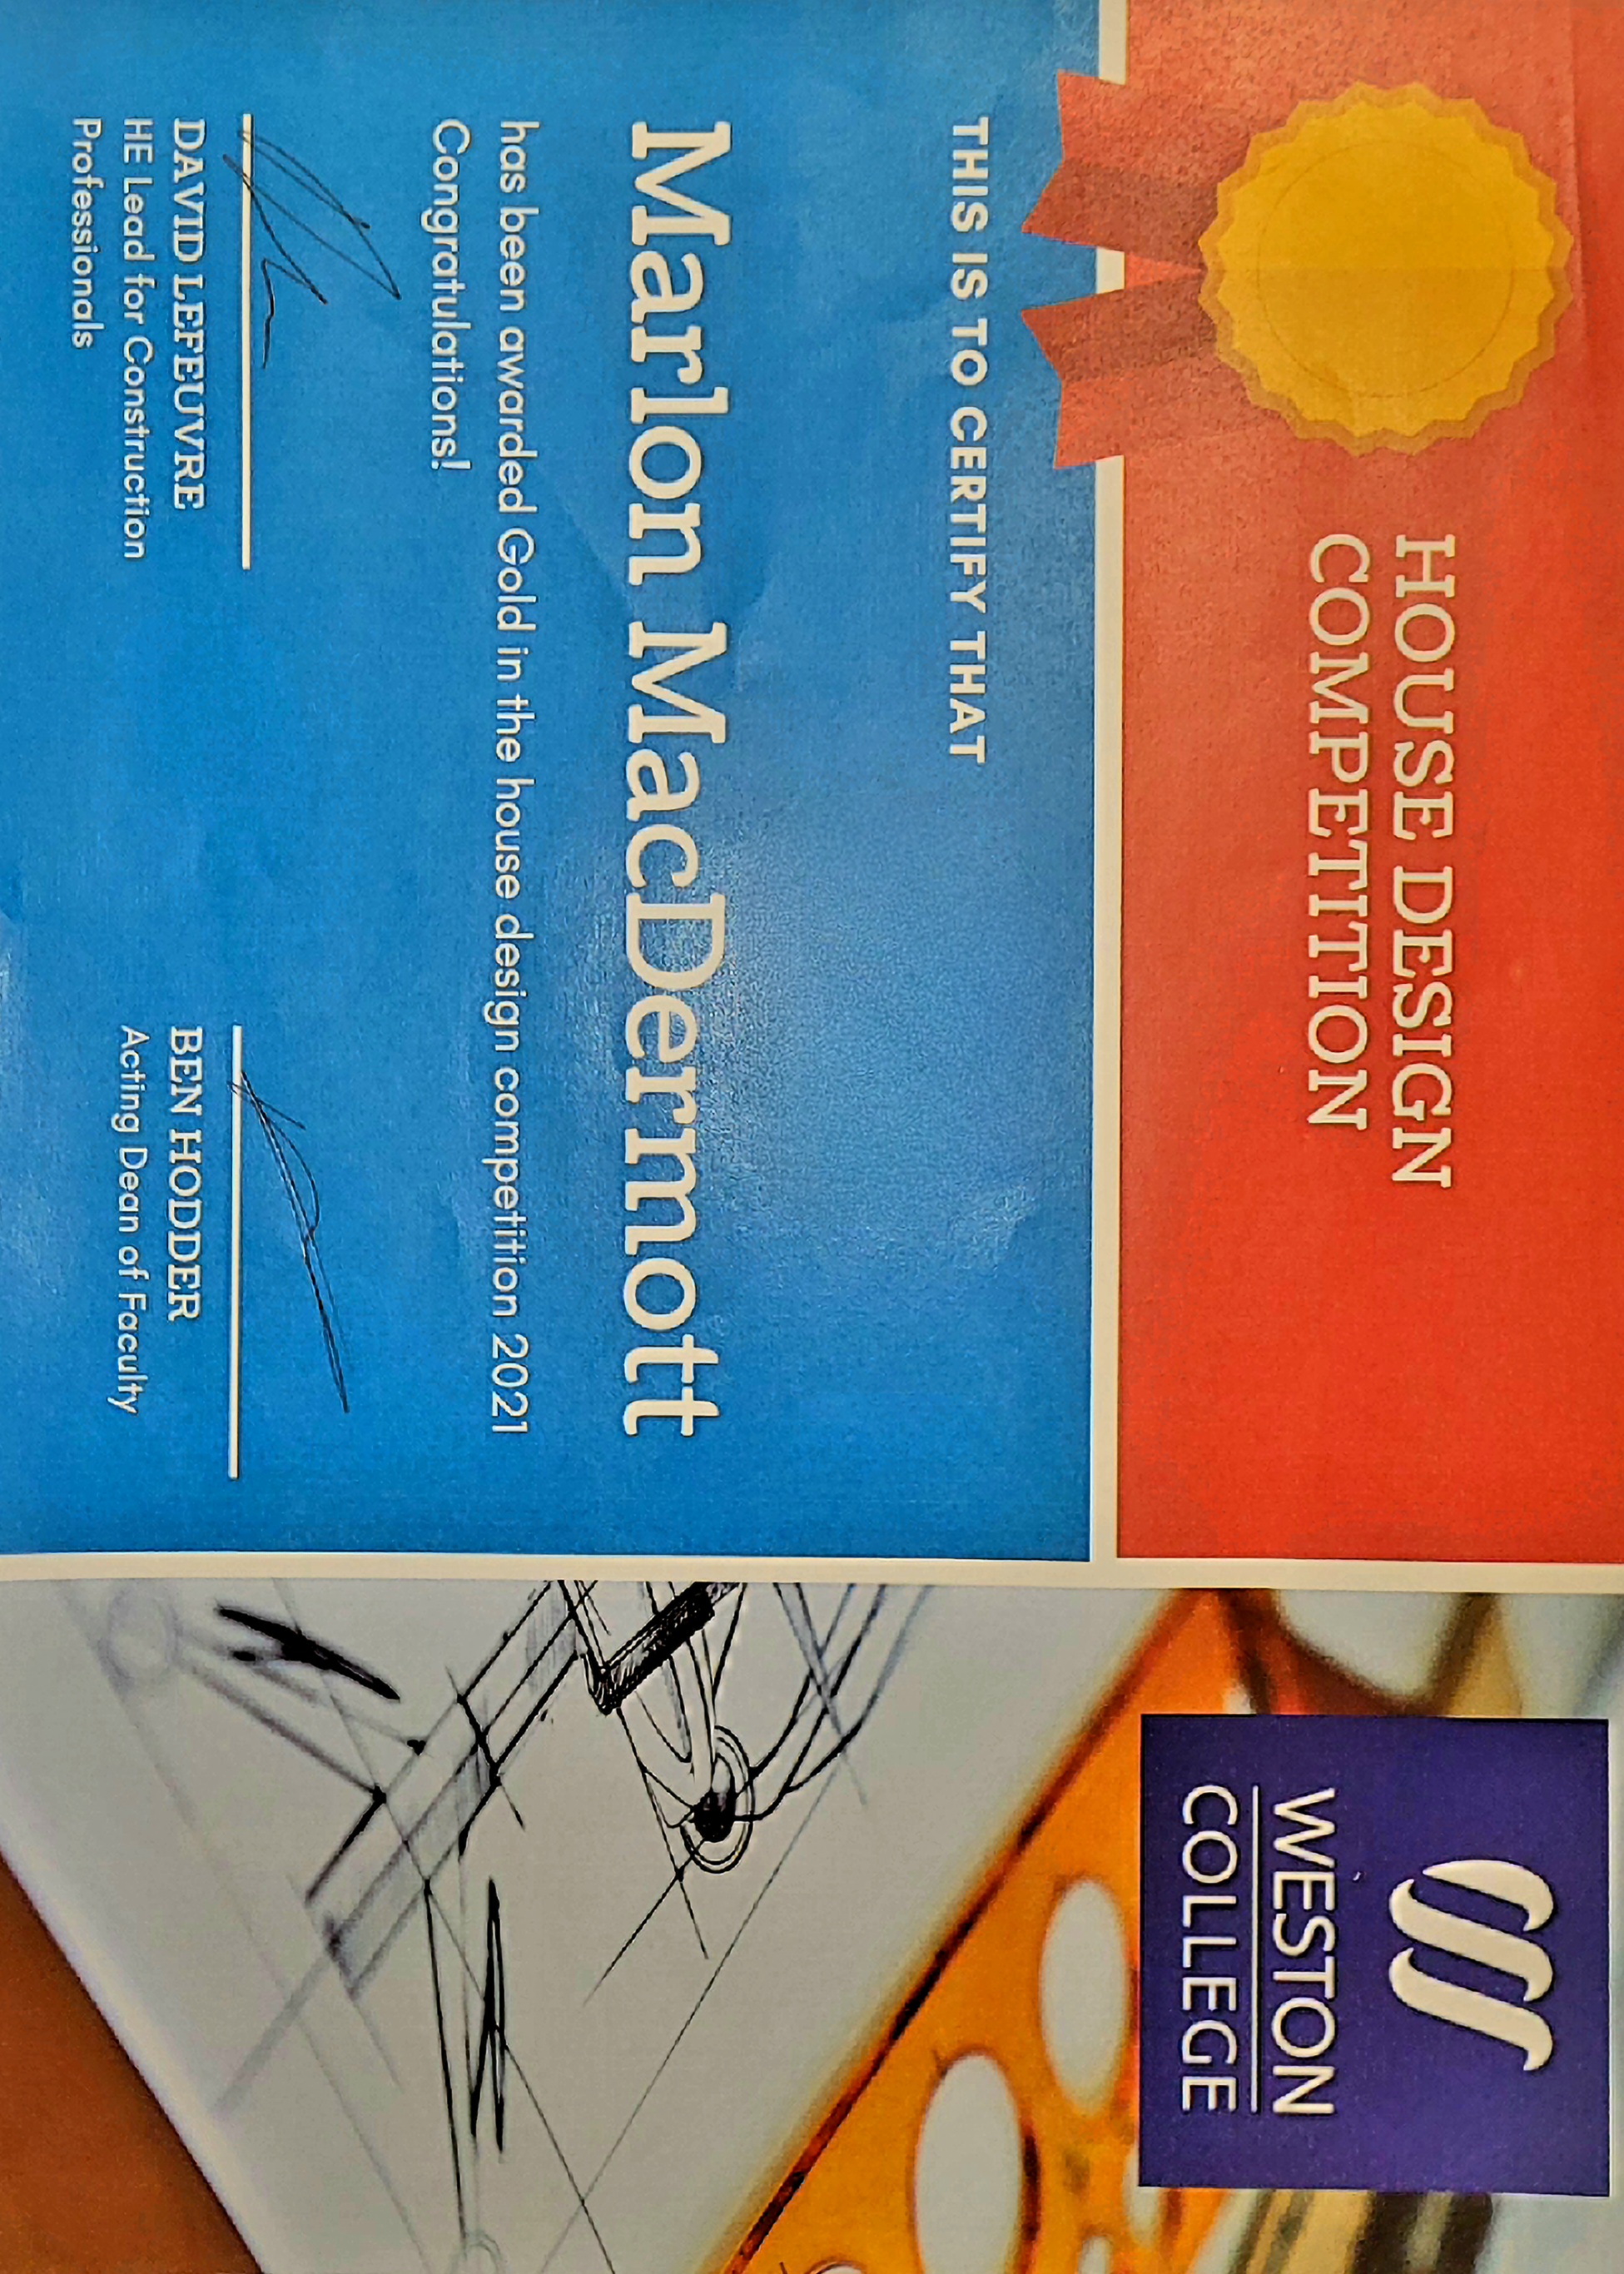 HOUSE DESIGN
COMPETITION
WESTON
COLLEGE
THIS IS TO CERTIFY THAT
Marlon MacDermott
has been awarded Gold in the house design competition 2021
Congratulations!
DAVID LEFEUVRE
HE Lead for Construction
Professionals
BEN HODDER
Acting Dean of Faculty